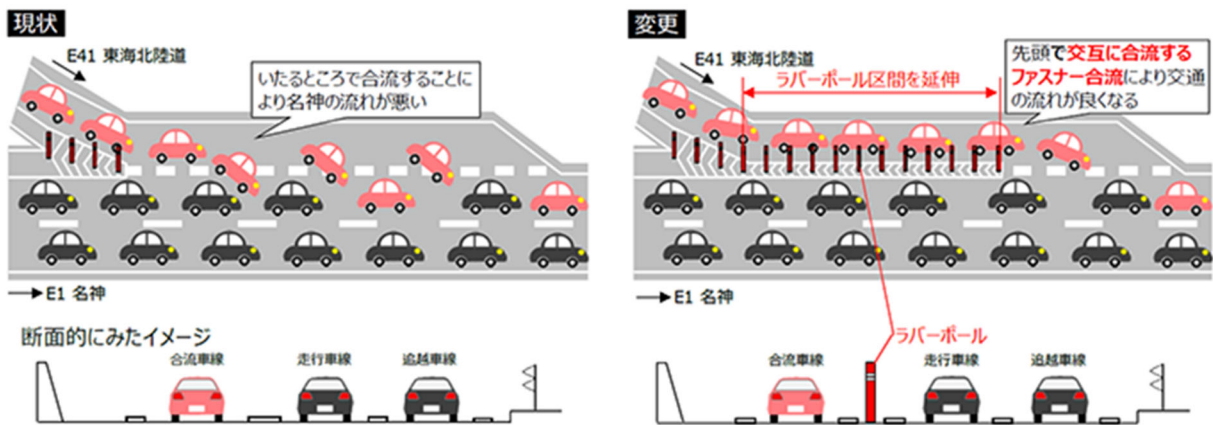 現状
E41 東海北陸道
いたるところで合流することに
より名神の流れが悪い
E1 名神
断面的にみたイメージ
合流車線
走行車線
追越車線
変更
E41 東海北陸道
ラバーポール区間を延伸
先頭で交互に合流する
ファスナー合流により交通
の流れが良くなる
E1 名神
ラバーポール
合流車線
走行車線
追越車線